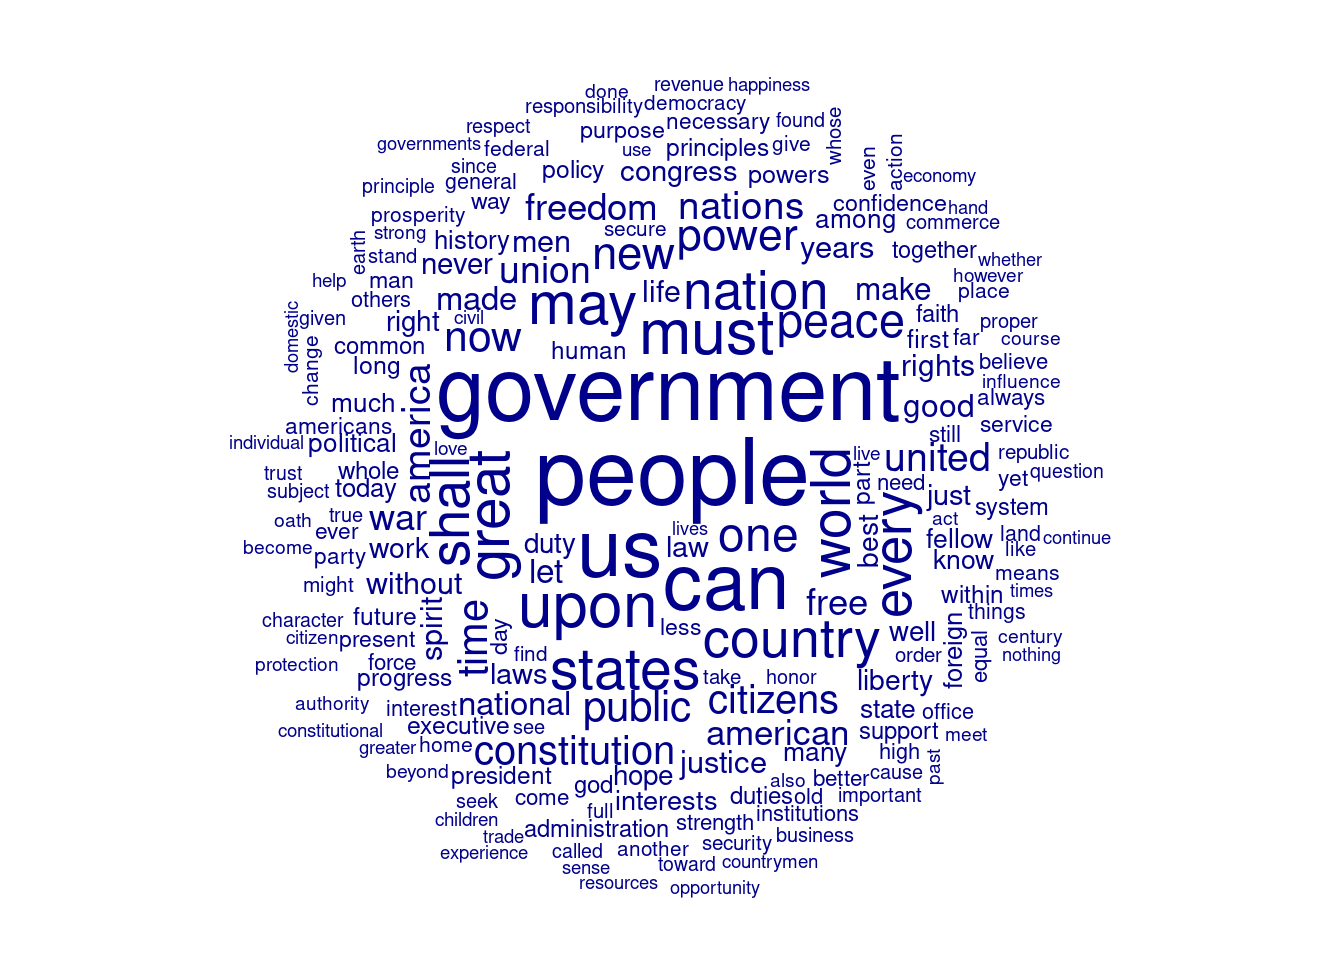 revenue happiness
done
responsibility democracy
respect purpose necessary found whose
governments federal use principles give even action
since policy congress powers economy
principle general
prosperity way freedom nations confidence hand
strong secure among commerce
earth stand history men new power years together
help man never union whether
others made may life nation make however place
domestic given right civil must peace faith proper
change common now human first far course
long rights believe
america government influence
much good always
americans still service
individual political love live united republic
trust whole people world part need yet question
subject today shall great every just system
oath true war lives one best act land continue
ever duty us law fellow like
become party work let can know means
might without free within times
character future spirit time upon less country well foreign things
citizen present day find order equal century
protection force nothing
progress laws states take honor liberty
authority interest national public citizens state office
constitutional executive see american support meet
greater home constitution many high past
beyond president god hope justice also better cause
seek come full interests duties old important
children strength institutions
trade administration business
experience called another security
sense toward countrymen
resources opportunity